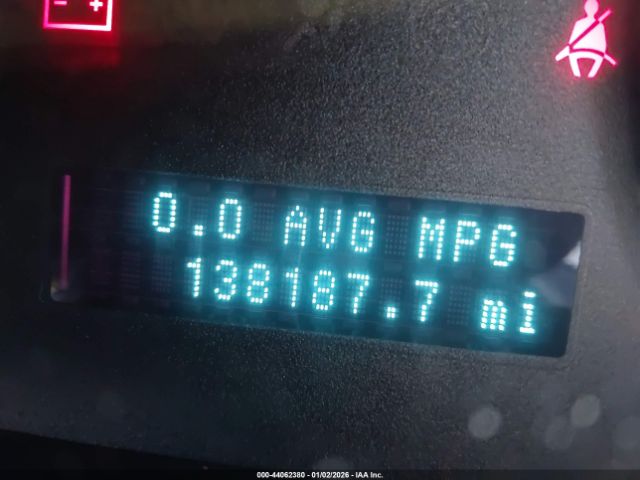 - +
0.0 AVG MPG
138187.7 mi
000-44062380 - 01/02/2026 - IAA Inc.